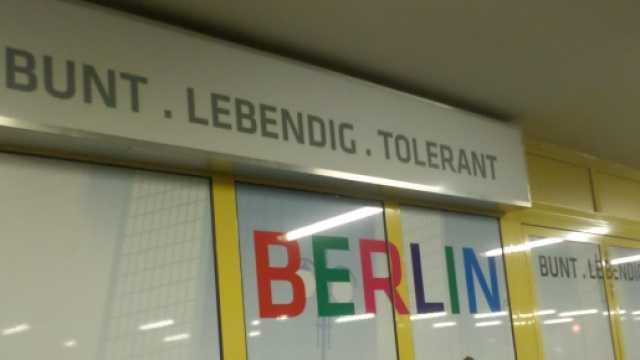 BUNT . LEBENDIG . TOLERANT
BERLIN
BUNT . LEBENDIG